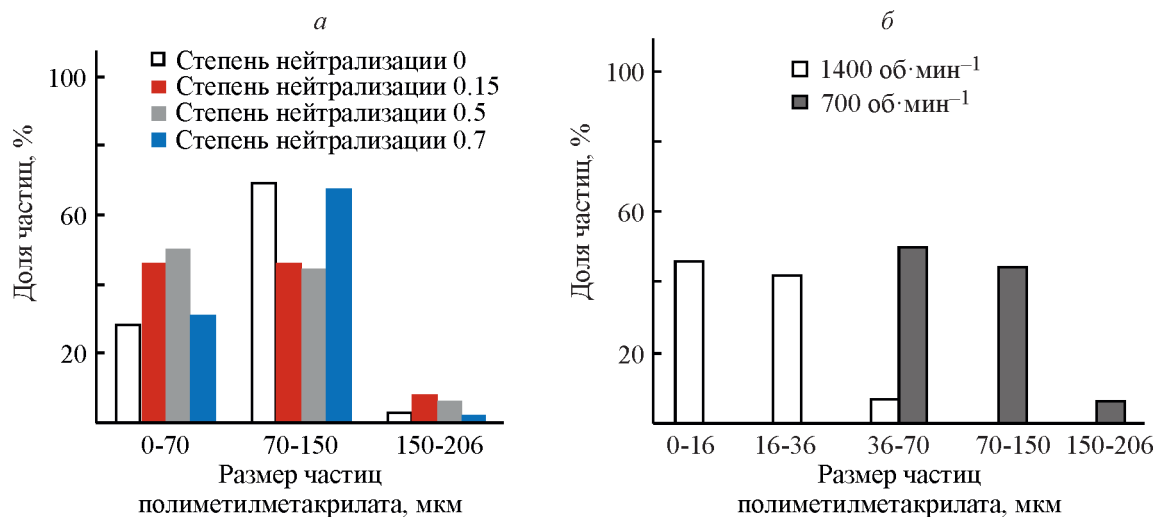 а
Степень нейтрализации 0
Степень нейтрализации 0.15
Степень нейтрализации 0.5
Степень нейтрализации 0.7
Доля частиц, %
100
60
20
0-70
70-150
150-206
Размер частиц
полиметилметакрилата, мкм
б
1400 об·мин⁻¹
700 об·мин⁻¹
Доля частиц, %
100
60
20
0-16
16-36
36-70
70-150
150-206
Размер частиц
полиметилметакрилата, мкм